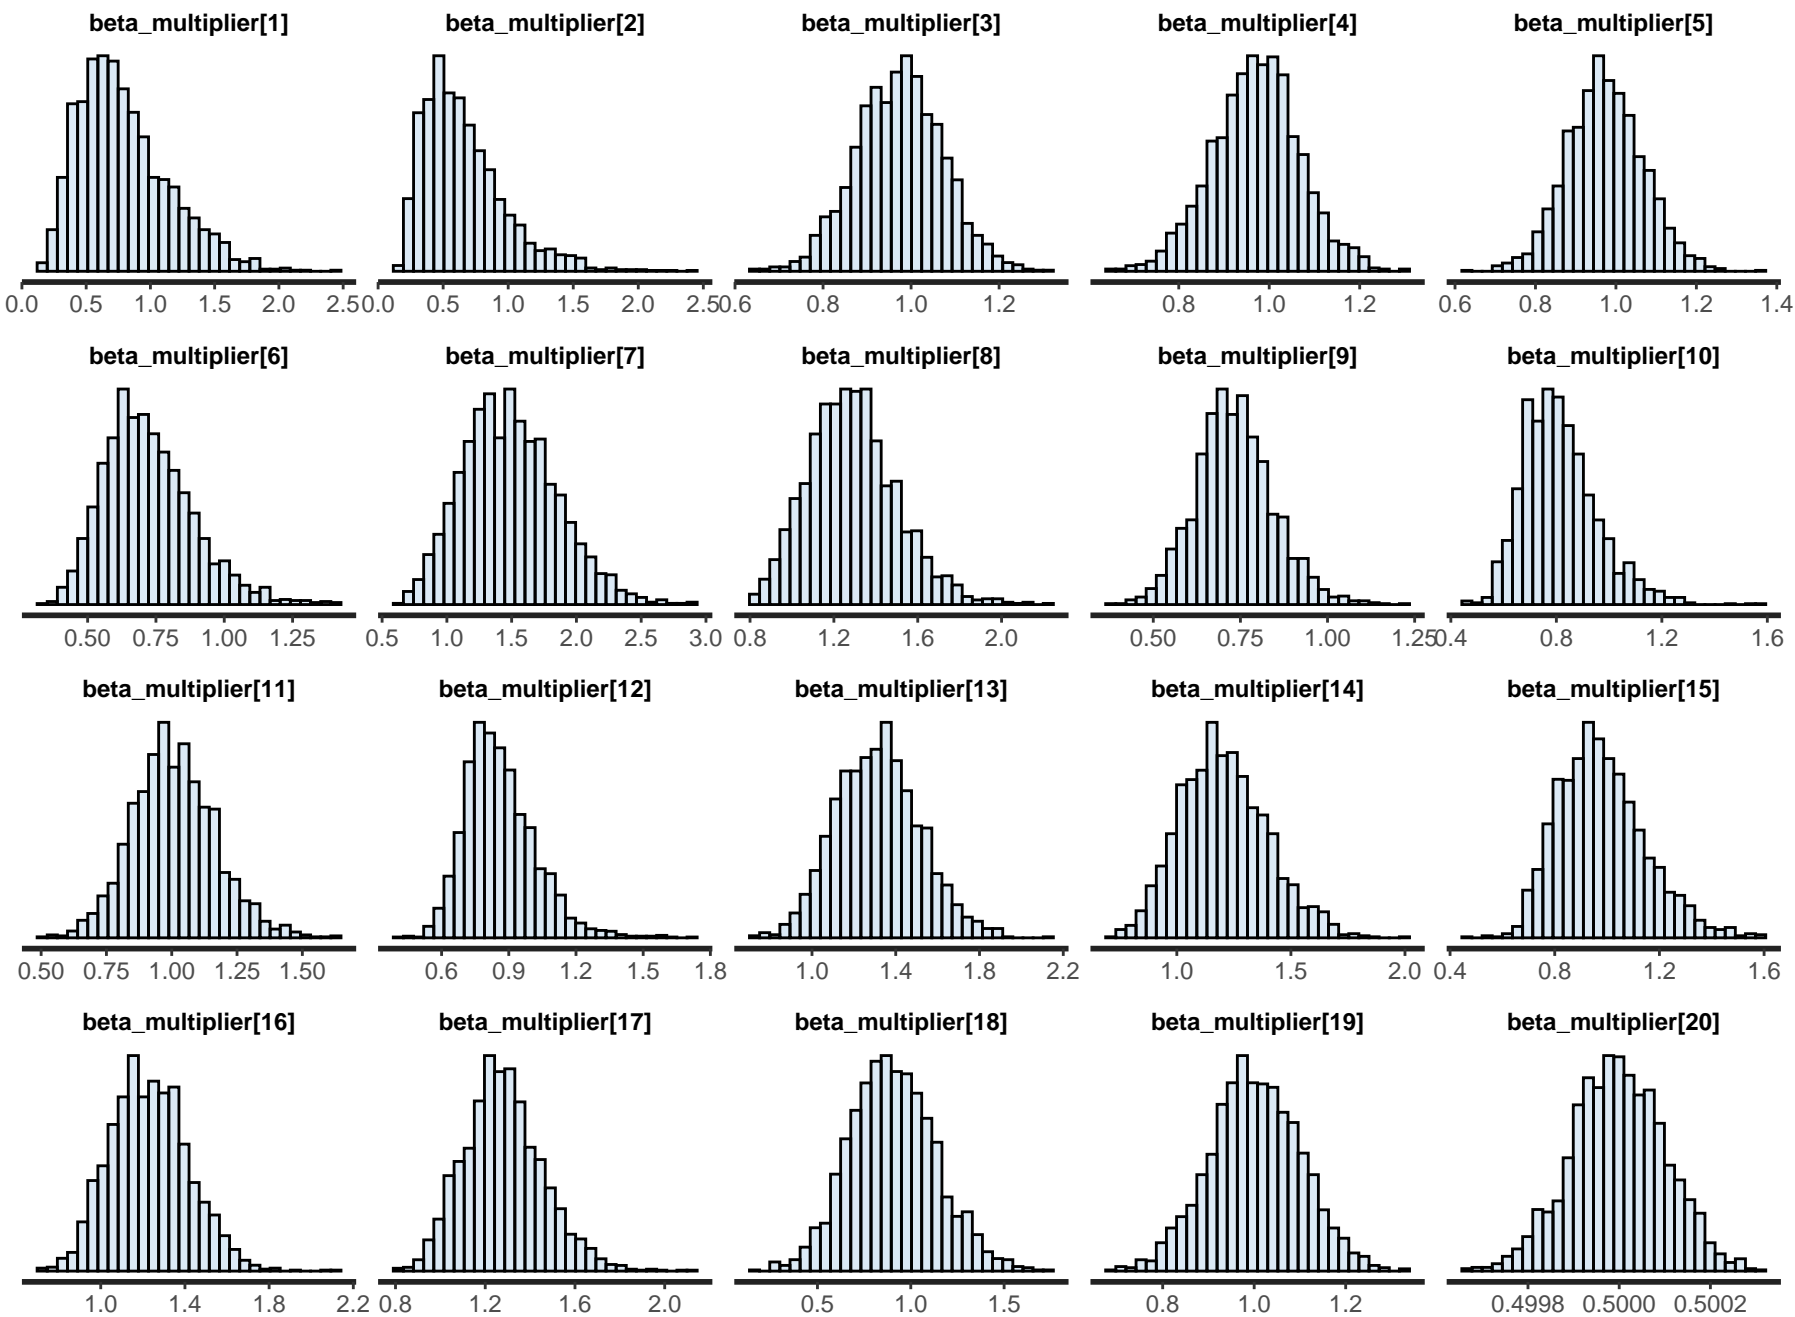 beta_multiplier[1] beta_multiplier[2] beta_multiplier[3] beta_multiplier[4] beta_multiplier[5]
0.0 0.5 1.0 1.5 2.0 2.5 0.0 0.5 1.0 1.5 2.0 2.5 0.6 0.8 1.0 1.2 0.8 1.0 1.2 0.6 0.8 1.0 1.2 1.4
beta_multiplier[6] beta_multiplier[7] beta_multiplier[8] beta_multiplier[9] beta_multiplier[10]
0.50 0.75 1.00 1.25 0.5 1.0 1.5 2.0 2.5 3.0 0.8 1.2 1.6 2.0 0.50 0.75 1.00 1.25 0.4 0.8 1.2 1.6
beta_multiplier[11] beta_multiplier[12] beta_multiplier[13] beta_multiplier[14] beta_multiplier[15]
0.50 0.75 1.00 1.25 1.50 0.6 0.9 1.2 1.5 1.8 1.0 1.4 1.8 2.2 1.0 1.5 2.0 0.4 0.8 1.2 1.6
beta_multiplier[16] beta_multiplier[17] beta_multiplier[18] beta_multiplier[19] beta_multiplier[20]
1.0 1.4 1.8 2.2 0.8 1.2 1.6 2.0 0.5 1.0 1.5 0.8 1.0 1.2 0.4998 0.5000 0.5002